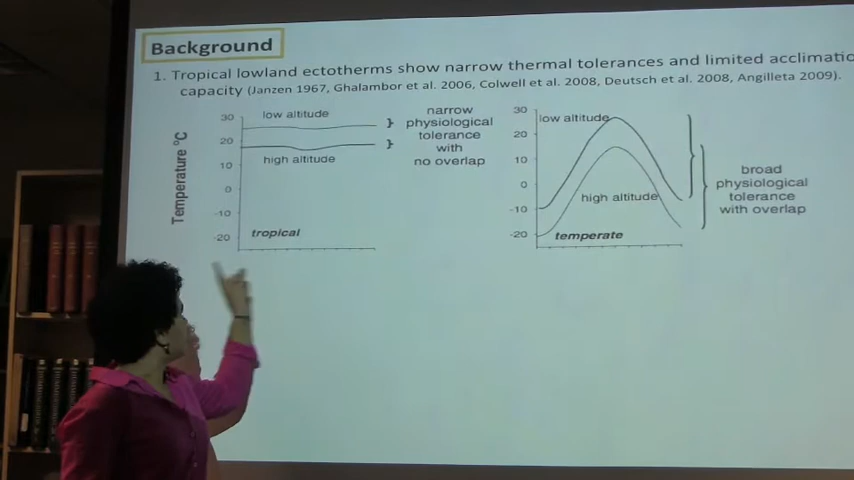 Background
1. Tropical lowland ectotherms show narrow thermal tolerances and limited acclimatio
capacity (Janzen 1967, Ghalambor et al. 2006, Colwell et al. 2008, Deutsch et al. 2008, Angilleta 2009).
Temperature °C
30
20
10
0
-10
-20
low altitude
high altitude
tropical
narrow
physiological
tolerance
with
no overlap
30
20
10
0
-10
-20
low altitude
high altitude
temperate
broad
physiological
tolerance
with overlap